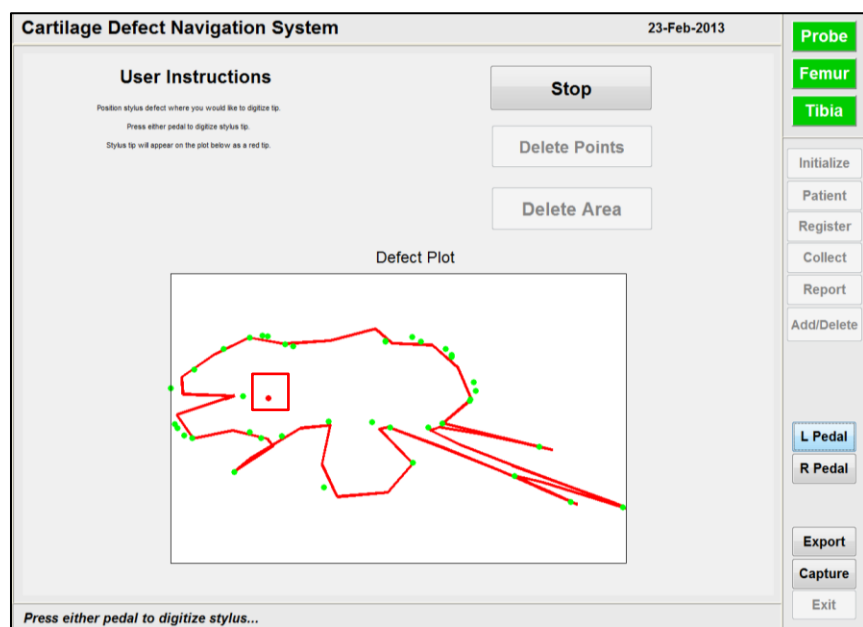 Cartilage Defect Navigation System
23-Feb-2013
User Instructions
Position stylus defect where you would like to digitize tip.
Press either pedal to digitize stylus tip.
Stylus tip will appear on the plot below as a red tip.
Stop
Delete Points
Delete Area
Defect Plot
Probe
Femur
Tibia
Initialize
Patient
Register
Collect
Report
Add/Delete
L Pedal
R Pedal
Export
Capture
Exit
Press either pedal to digitize stylus...